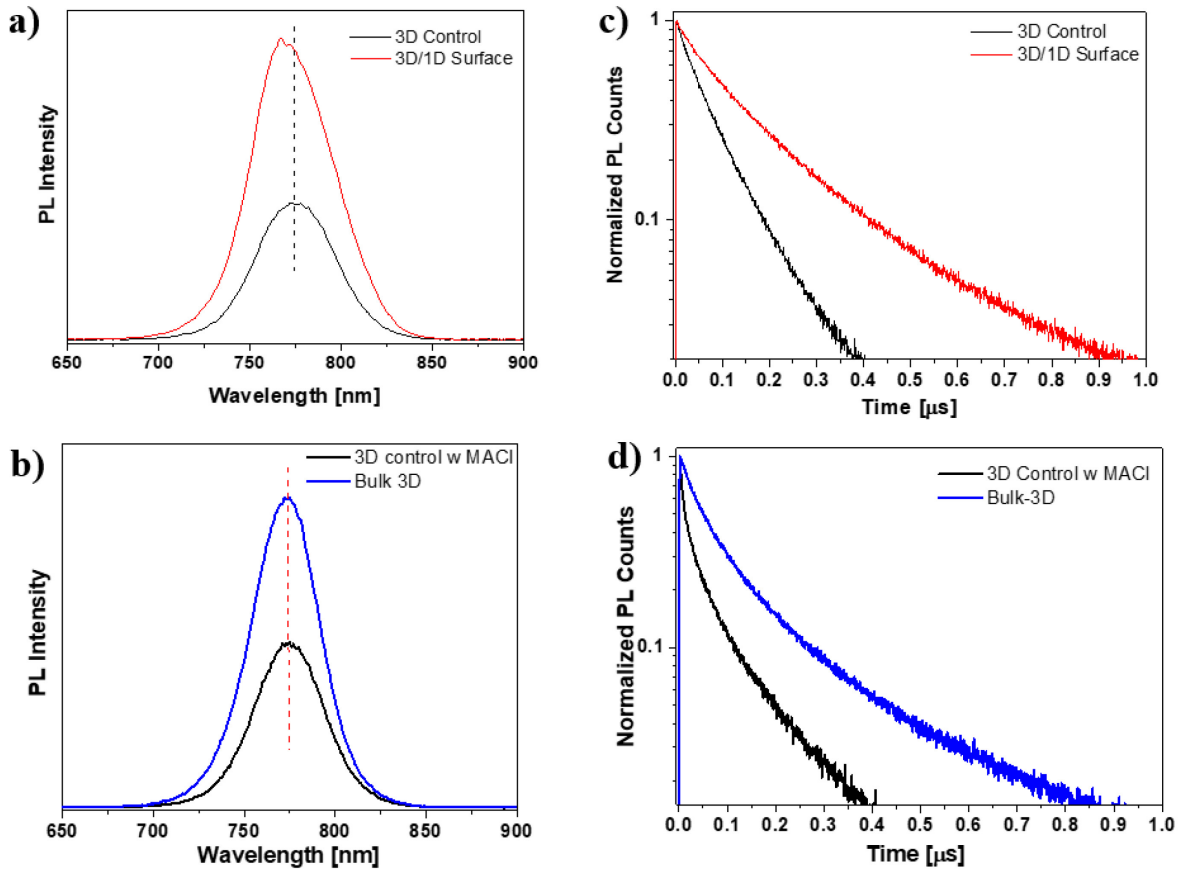 a)
3D Control
3D/1D Surface
PL Intensity
650 700 750 800 850 900
Wavelength [nm]
c)
3D Control
3D/1D Surface
Normalized PL Counts
1
0.1
0.0 0.1 0.2 0.3 0.4 0.5 0.6 0.7 0.8 0.9 1.0
Time [μs]
b)
3D control w MACl
Bulk 3D
PL Intensity
650 700 750 800 850 900
Wavelength [nm]
d)
3D Control w MACl
Bulk-3D
Normalized PL Counts
1
0.1
0.0 0.1 0.2 0.3 0.4 0.5 0.6 0.7 0.8 0.9 1.0
Time [μs]